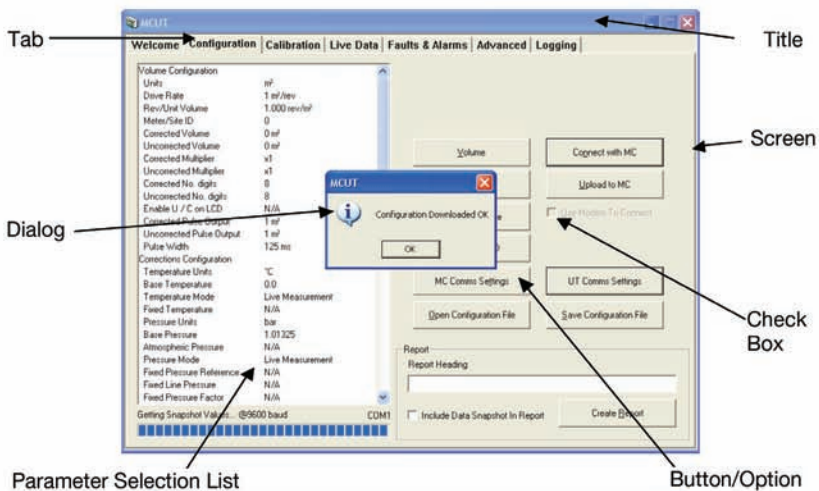 MCUT
Tab
Title
Welcome Configuration Calibration Live Data Faults & Alarms Advanced Logging
Volume Configuration
Units m³
Drive Rate 1 m³/rev
Rev/Unit Volume 1.000 rev/m³
Meter/Site ID 0
Corrected Volume 0 m³
Uncorrected Volume 0 m³
Corrected Multiplier x1
Uncorrected Multiplier x1
Corrected No. digits 8
Uncorrected No. digits 8
Enable U / C on LCD N/A
Corrected Pulse Output 1 m³
Uncorrected Pulse Output 1 m³
Pulse Width 125 ms
Corrections Configuration
Temperature Units °C
Base Temperature 0.0
Temperature Mode Live Measurement
Fixed Temperature N/A
Pressure Units bar
Base Pressure 1.01325
Atmospheric Pressure N/A
Pressure Mode Live Measurement
Fixed Pressure Reference N/A
Fixed Line Pressure N/A
Fixed Pressure Factor N/A
Getting Snapshot Values... @9600 baud COM1
Volume
Connect with MC
Upload to MC
Use Modem To Connect
MCUT
Configuration Downloaded OK
OK
MC Comms Settings
UT Comms Settings
Open Configuration File
Save Configuration File
Report
Report Heading
Include Data Snapshot In Report
Create Report
Screen
Dialog
Check
Box
Parameter Selection List
Button/Option